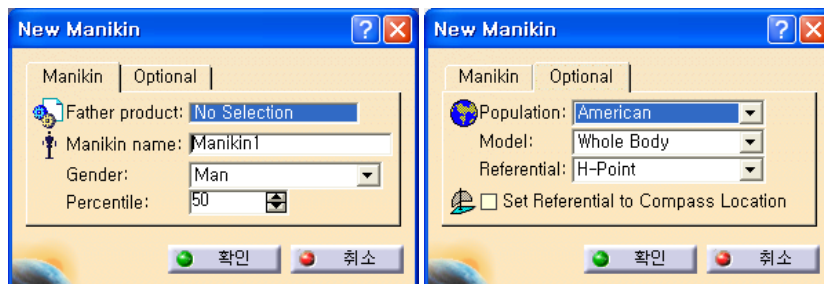 New Manikin
Manikin Optional
Father product: No Selection
Manikin name: Manikin1
Gender: Man
Percentile: 50
확인 취소
New Manikin
Manikin Optional
Population: American
Model: Whole Body
Referential: H-Point
Set Referential to Compass Location
확인 취소